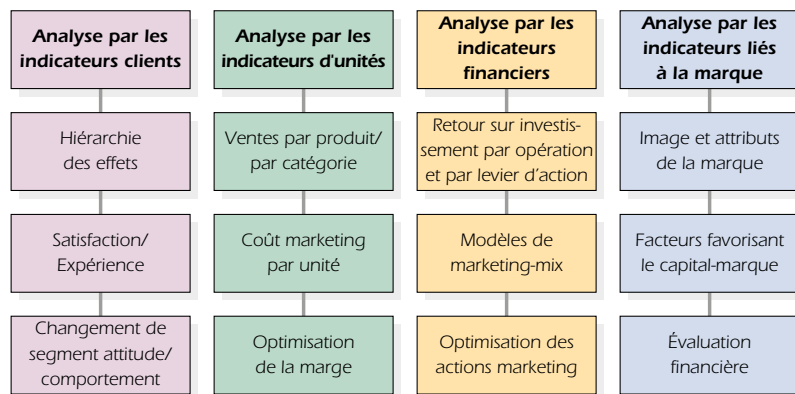 Analyse par les
indicateurs clients
Hiérarchie
des effets
Satisfaction/
Expérience
Changement de
segment attitude/
comportement
Analyse par les
indicateurs d'unités
Ventes par produit/
par catégorie
Coût marketing
par unité
Optimisation
de la marge
Analyse par les
indicateurs
financiers
Retour sur investis-
sement par opération
et par levier d’action
Modèles de
marketing-mix
Optimisation des
actions marketing
Analyse par les
indicateurs liés
à la marque
Image et attributs
de la marque
Facteurs favorisant
le capital-marque
Évaluation
financière